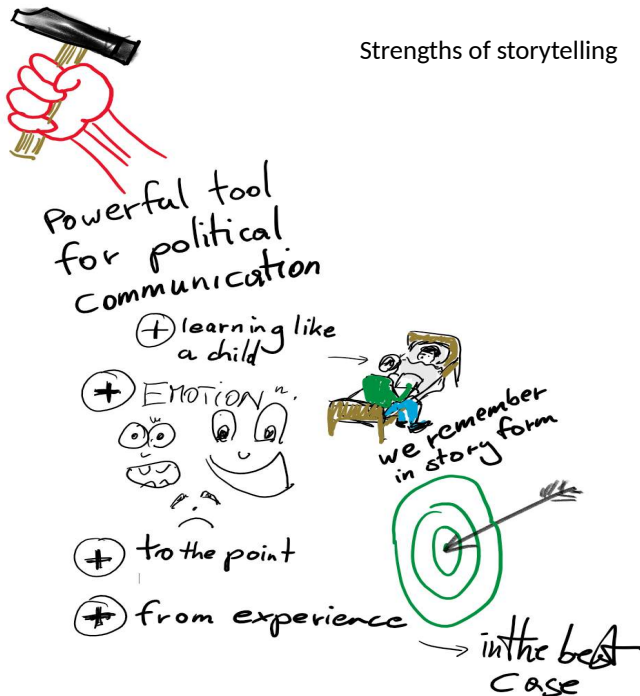 Strengths of storytelling
Powerful tool
for political
communication
+ learning like
a child
+ EMOTION
we remember
in story form
+ to the point
+ from experience
in the best
case